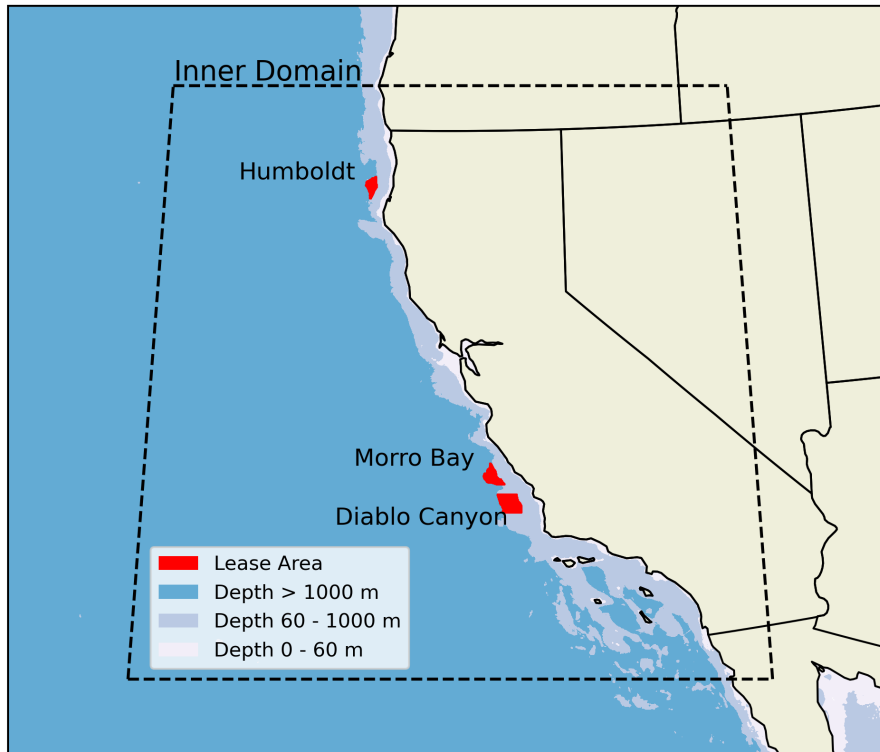 Inner Domain
Humboldt
Morro Bay
Diablo Canyon
Lease Area
Depth > 1000 m
Depth 60 - 1000 m
Depth 0 - 60 m